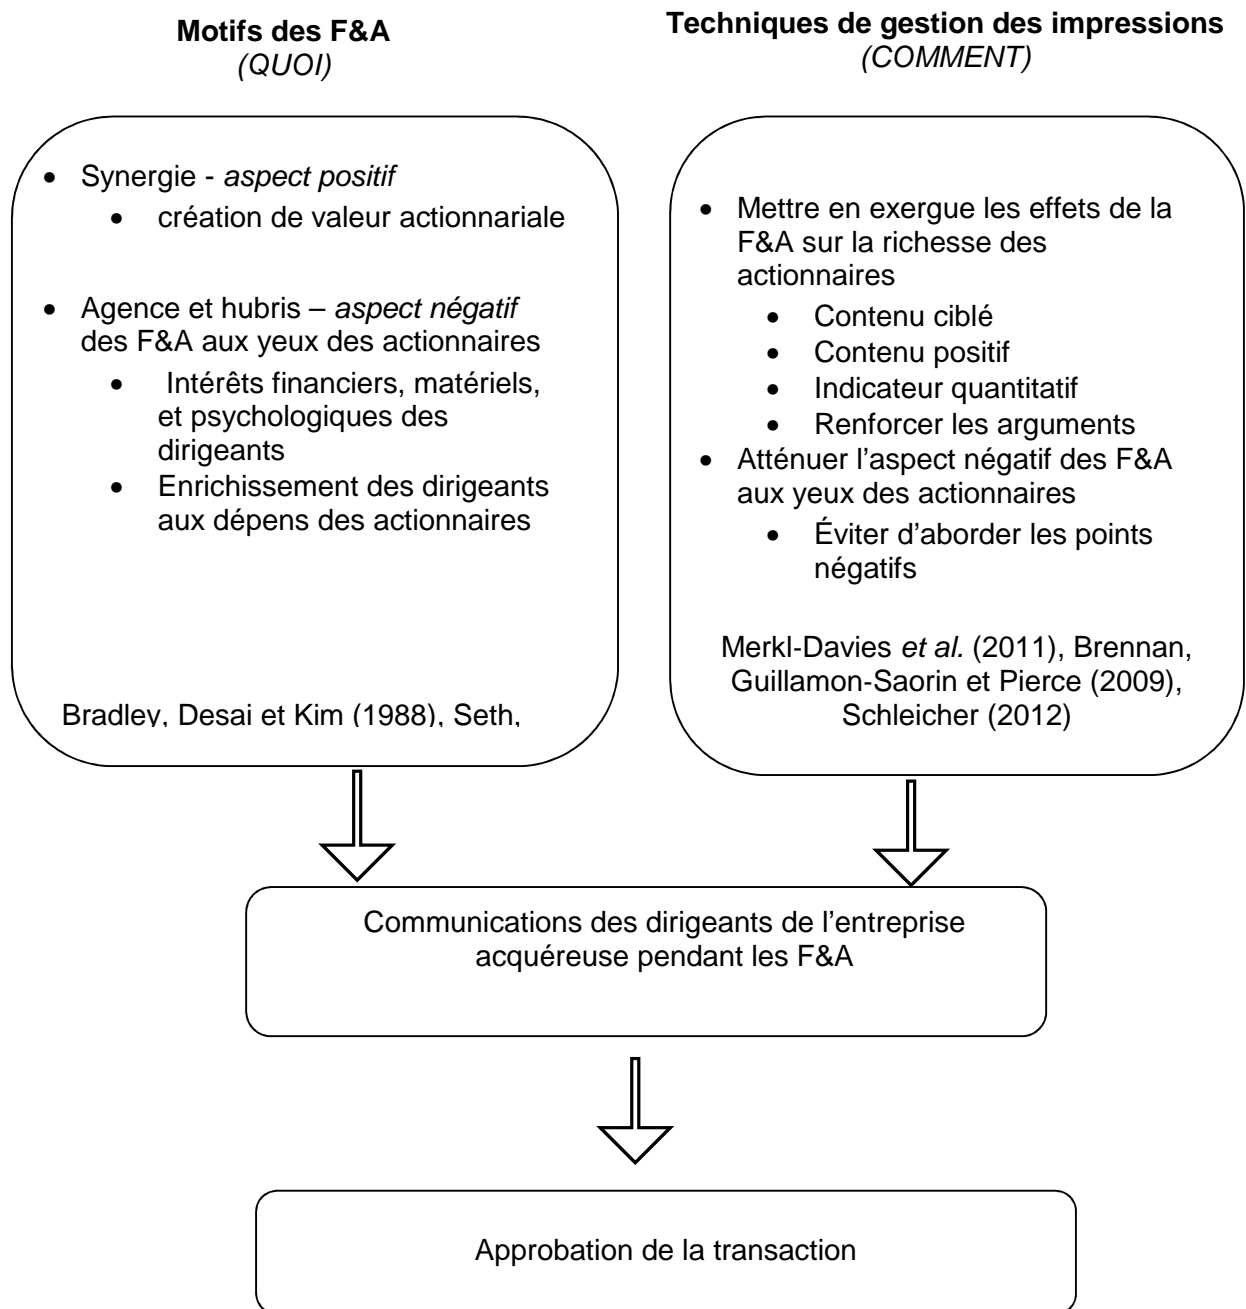 Motifs des F&A
(QUOI)
Techniques de gestion des impressions
(COMMENT)
• Synergie - aspect positif
• création de valeur actionnariale
• Agence et hubris – aspect négatif
des F&A aux yeux des actionnaires
• Intérêts financiers, matériels,
et psychologiques des
dirigeants
• Enrichissement des dirigeants
aux dépens des actionnaires
Bradley, Desai et Kim (1988), Seth,
• Mettre en exergue les effets de la
F&A sur la richesse des
actionnaires
• Contenu ciblé
• Contenu positif
• Indicateur quantitatif
• Renforcer les arguments
• Atténuer l’aspect négatif des F&A
aux yeux des actionnaires
• Éviter d’aborder les points
négatifs
Merkl-Davies et al. (2011), Brennan,
Guillamon-Saorin et Pierce (2009),
Schleicher (2012)
Communications des dirigeants de l’entreprise
acquéreuse pendant les F&A
Approbation de la transaction